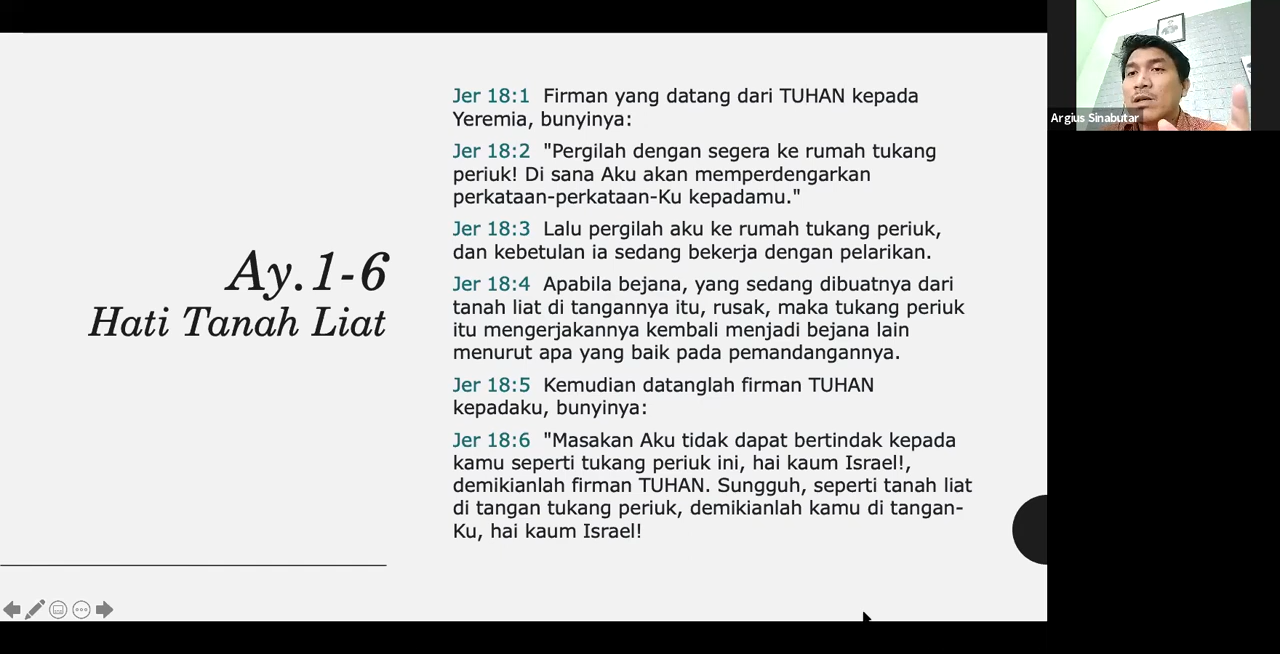 Ay.1-6
Hati Tanah Liat
Jer 18:1 Firman yang datang dari TUHAN kepada
Yeremia, bunyinya:
Jer 18:2 "Pergilah dengan segera ke rumah tukang
periuk! Di sana Aku akan memperdengarkan
perkataan-perkataan-Ku kepadamu."
Jer 18:3 Lalu pergilah aku ke rumah tukang periuk,
dan kebetulan ia sedang bekerja dengan pelarikan.
Jer 18:4 Apabila bejana, yang sedang dibuatnya dari
tanah liat di tangannya itu, rusak, maka tukang periuk
itu mengerjakannya kembali menjadi bejana lain
menurut apa yang baik pada pemandangannya.
Jer 18:5 Kemudian datanglah firman TUHAN
kepadaku, bunyinya:
Jer 18:6 "Masakan Aku tidak dapat bertindak kepada
kamu seperti tukang periuk ini, hai kaum Israel!,
demikianlah firman TUHAN. Sungguh, seperti tanah liat
di tangan tukang periuk, demikianlah kamu di tangan-
Ku, hai kaum Israel!
Argius Sinabutar